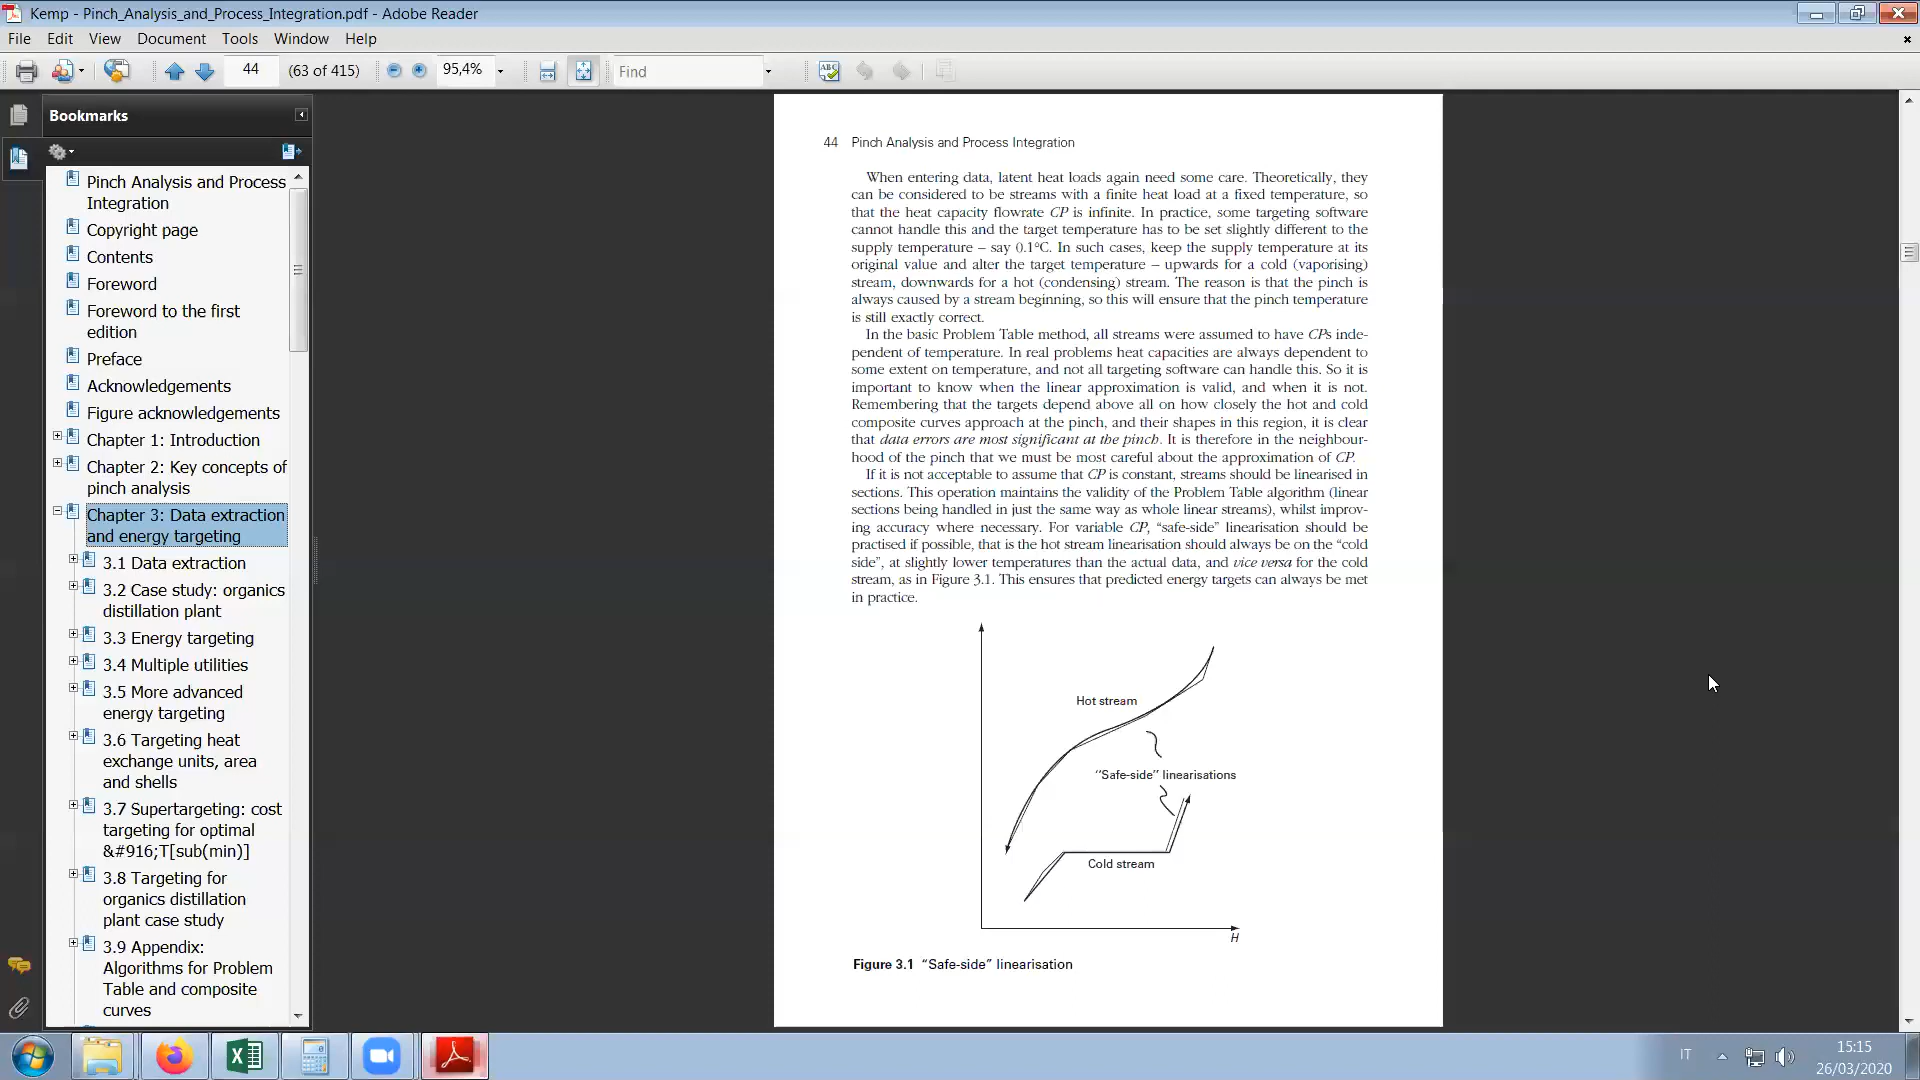 Kemp - Pinch_Analysis_and_Process_Integration.pdf - Adobe Reader
File Edit View Document Tools Window Help
44 (63 of 415) 95,4% Find
Bookmarks
Pinch Analysis and Process
Integration
Copyright page
Contents
Foreword
Foreword to the first
edition
Preface
Acknowledgements
Figure acknowledgements
Chapter 1: Introduction
Chapter 2: Key concepts of
pinch analysis
Chapter 3: Data extraction
and energy targeting
3.1 Data extraction
3.2 Case study: organics
distillation plant
3.3 Energy targeting
3.4 Multiple utilities
3.5 More advanced
energy targeting
3.6 Targeting heat
exchange units, area
and shells
3.7 Supertargeting: cost
targeting for optimal
&#916;T[sub(min)]
3.8 Targeting for
organics distillation
plant case study
3.9 Appendix:
Algorithms for Problem
Table and composite
curves
44 Pinch Analysis and Process Integration
When entering data, latent heat loads again need some care. Theoretically, they
can be considered to be streams with a finite heat load at a fixed temperature, so
that the heat capacity flowrate CP is infinite. In practice, some targeting software
cannot handle this and the target temperature has to be set slightly different to the
supply temperature – say 0.1°C. In such cases, keep the supply temperature at its
original value and alter the target temperature – upwards for a cold (vaporising)
stream, downwards for a hot (condensing) stream. The reason is that the pinch is
always caused by a stream beginning, so this will ensure that the pinch temperature
is still exactly correct.
In the basic Problem Table method, all streams were assumed to have CPs inde-
pendent of temperature. In real problems heat capacities are always dependent to
some extent on temperature, and not all targeting software can handle this. So it is
important to know when the linear approximation is valid, and when it is not.
Remembering that the targets depend above all on how closely the hot and cold
composite curves approach at the pinch, and their shapes in this region, it is clear
that data errors are most significant at the pinch. It is therefore in the neighbour-
hood of the pinch that we must be most careful about the approximation of CP.
If it is not acceptable to assume that CP is constant, streams should be linearised in
sections. This operation maintains the validity of the Problem Table algorithm (linear
sections being handled in just the same way as whole linear streams), whilst improv-
ing accuracy where necessary. For variable CP, “safe-side” linearisation should be
practised if possible, that is the hot stream linearisation should always be on the “cold
side”, at slightly lower temperatures than the actual data, and vice versa for the cold
stream, as in Figure 3.1. This ensures that predicted energy targets can always be met
in practice.
Hot stream
“Safe-side” linearisations
Cold stream
H
Figure 3.1 “Safe-side” linearisation
IT
15:15
26/03/2020